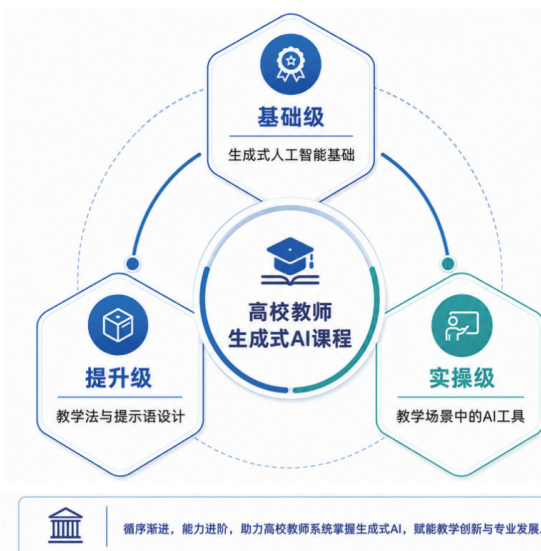 基础级
生成式人工智能基础
高校教师
生成式AI课程
提升级
教学法与提示语设计
实操级
教学场景中的AI工具
循序渐进，能力进阶，助力高校教师系统掌握生成式AI，赋能教学创新与专业发展。